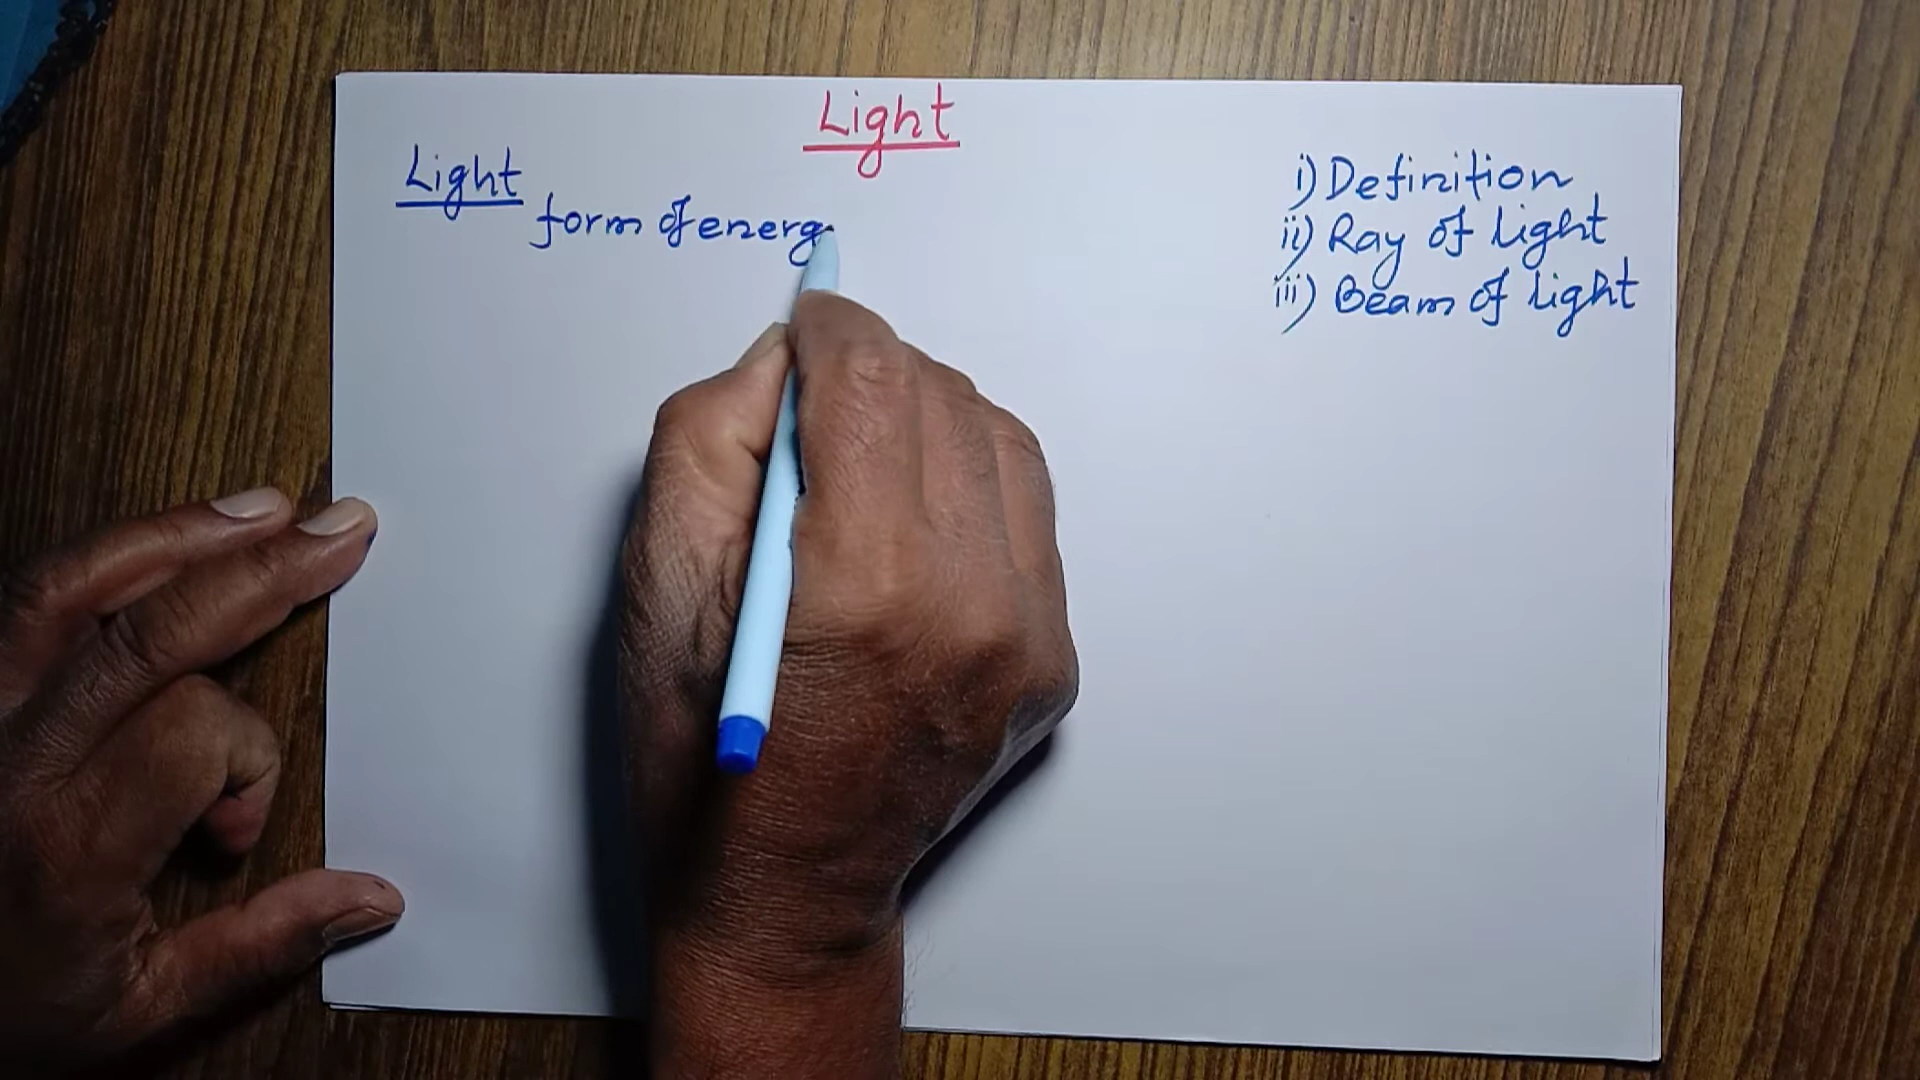 Light
Light
form of energ
i) Definition
ii) Ray of light
iii) Beam of light